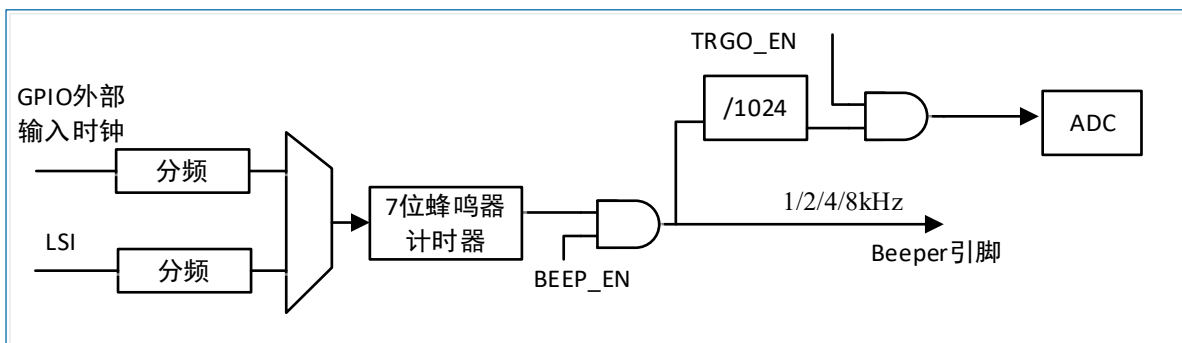 TRGO_EN
GPIO外部
输入时钟
/1024
ADC
分频
7位蜂鸣器
计时器
1/2/4/8kHz
LSI
分频
BEEP_EN
Beeper引脚